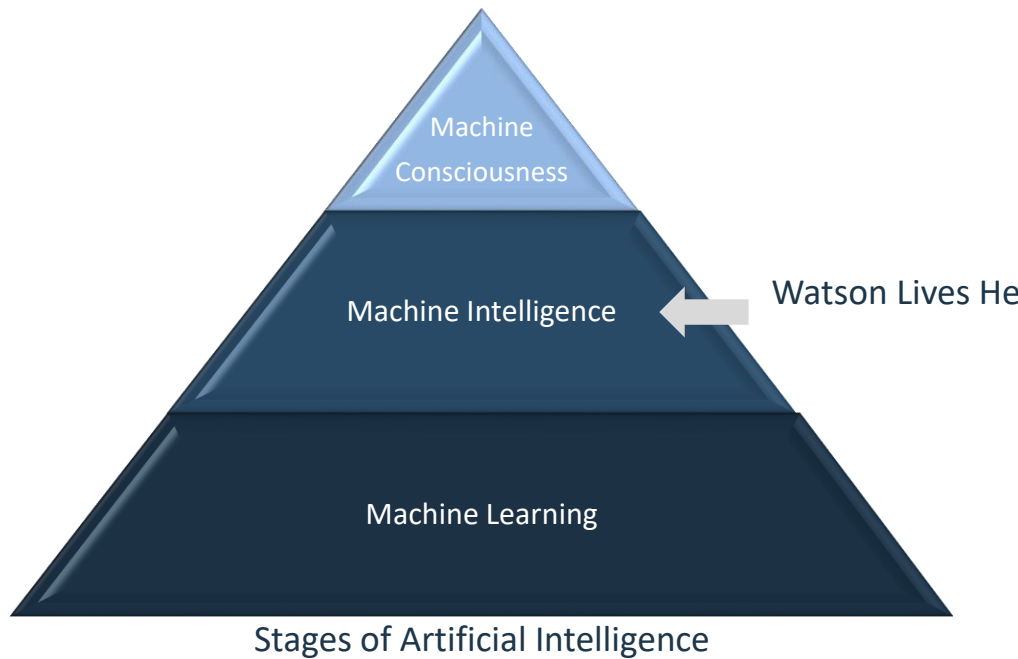 Machine
Consciousness
Machine Intelligence
Watson Lives He
Machine Learning
Stages of Artificial Intelligence